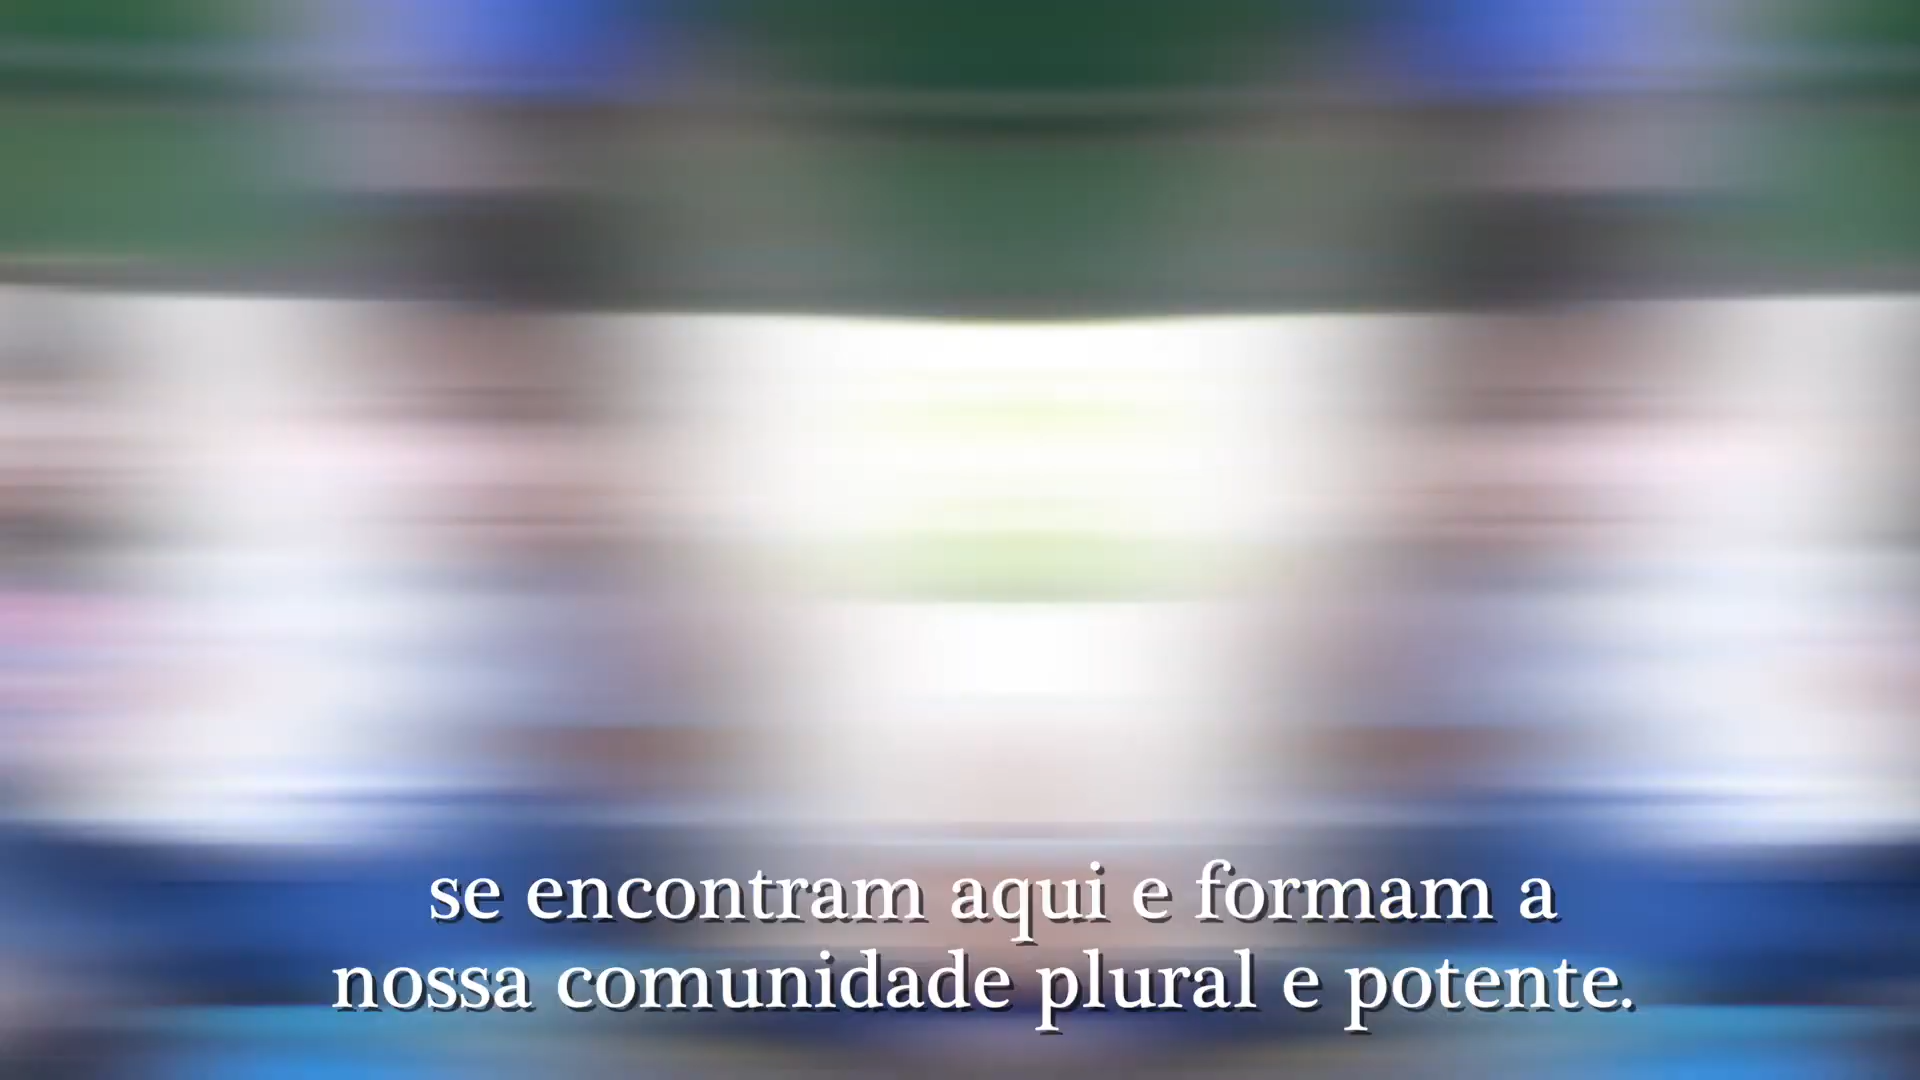 se encontram aqui e formam a
nossa comunidade plural e potente.